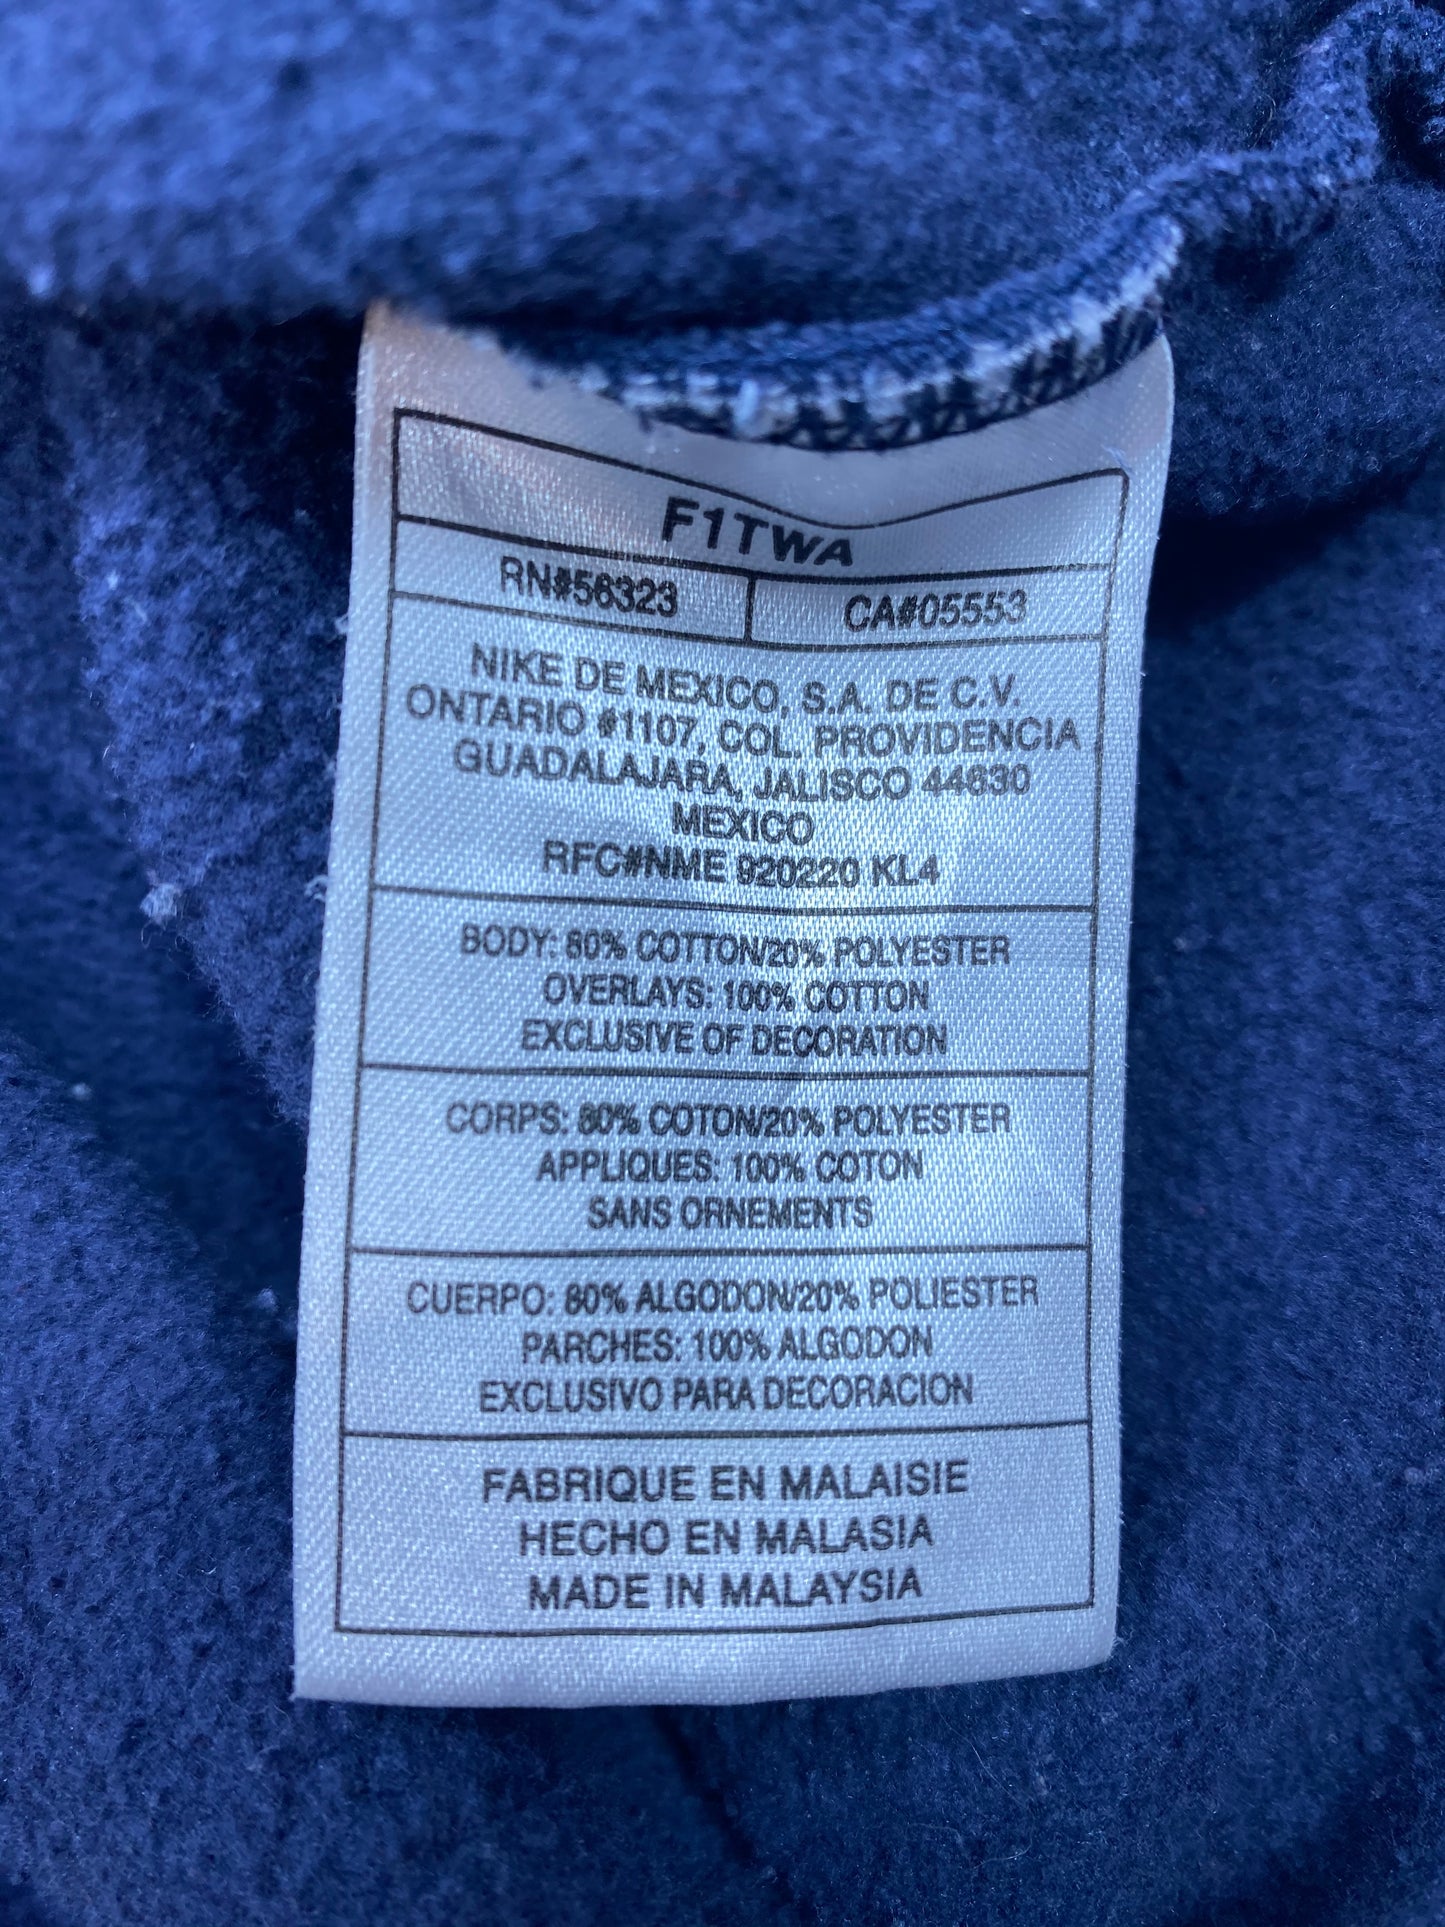 F1TWA
RN#56323 CA#05553
NIKE DE MEXICO, S.A. DE C.V.
ONTARIO #1107, COL. PROVIDENCIA
GUADALAJARA, JALISCO 44630
MEXICO
RFC#NME 920220 KL4
BODY: 80% COTTON/20% POLYESTER
OVERLAYS: 100% COTTON
EXCLUSIVE OF DECORATION
CORPS: 80% COTON/20% POLYESTER
APPLIQUES: 100% COTON
SANS ORNEMENTS
CUERPO: 80% ALGODON/20% POLIESTER
PARCHES: 100% ALGODON
EXCLUSIVO PARA DECORACION
FABRIQUE EN MALAISIE
HECHO EN MALASIA
MADE IN MALAYSIA